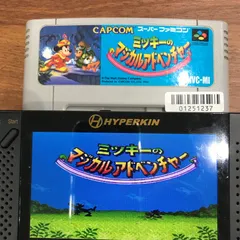 CAPCOM スーパーファミコン
ミッキーの
マジカルアドベンチャー
SHVC-MI
01251237
HYPERKIN
ミッキーの
マジカルアドベンチャー